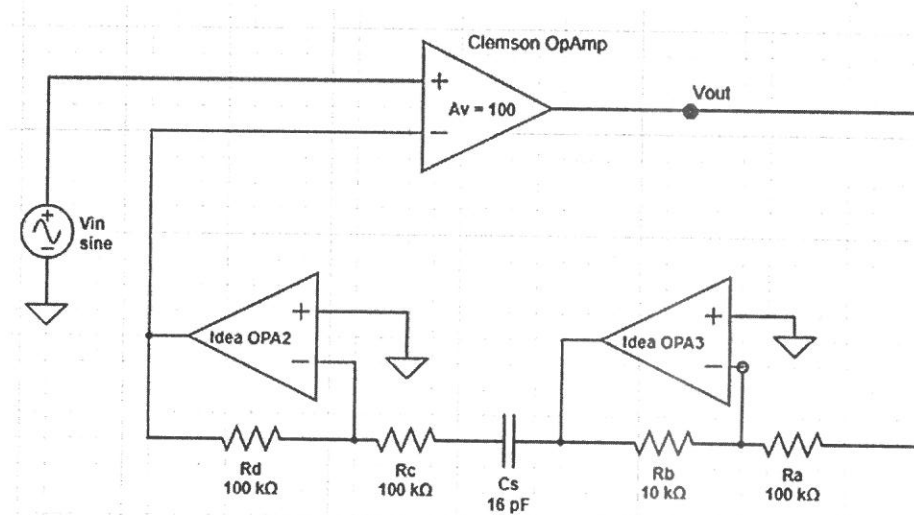 Clemson OpAmp
+
Av = 100
−
Vout
+
−
Vin
sine
+
Idea OPA2
−
+
Idea OPA3
−
Rd
100 kΩ
Rc
100 kΩ
Cs
16 pF
Rb
10 kΩ
Ra
100 kΩ